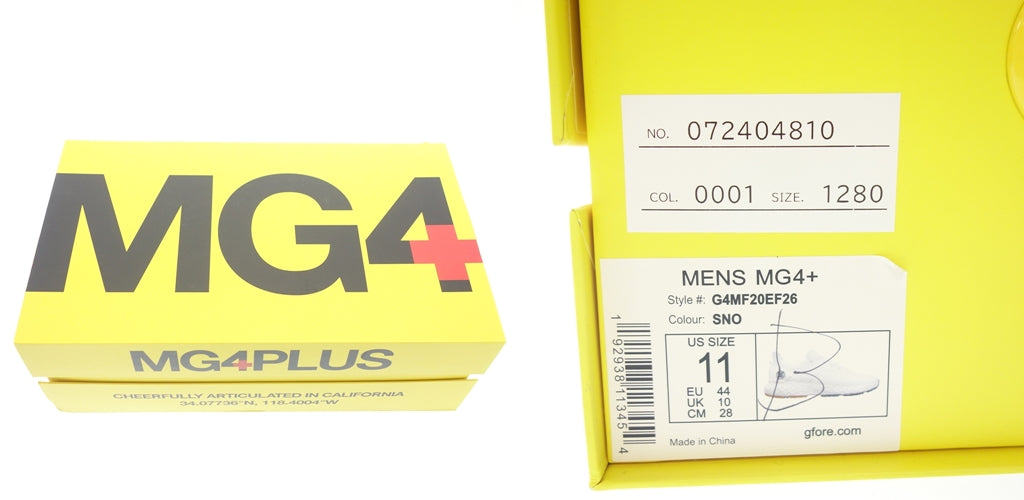 MG4+
MG4+PLUS
CHEERFULLY ARTICULATED IN CALIFORNIA
34.07736°N, 118.4004°W
NO. 072404810
COL. 0001 SIZE. 1280
MENS MG4+
Style #: G4MF20EF26
Colour: SNO
US SIZE
11
EU 44
UK 10
CM 28
1 92938 11345 4
Made in China
gfore.com